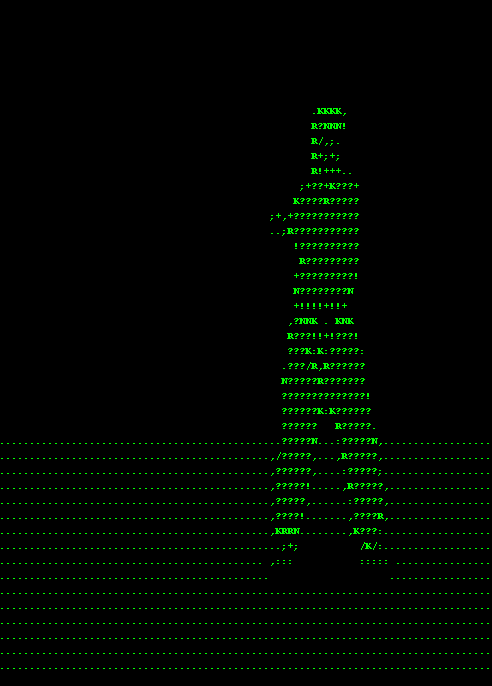 .KKKK,
R?NNN!
R/,;.
R+;+;
R!+++..
;+??+K???+
K????R?????
;+,+???????????
..;R???????????
!??????????
R?????????
+?????????!
N????????N
+!!!!+!!+
,?NNK . KNK
R???!!+!???!
???K:K:?????:
.???/R,R??????
N?????R???????
??????????????!
??????K:K??????
??????   R?????.
...............................................?????N...:?????N,..................
.............................................,/?????,...,R?????,..................
.............................................,??????,....:?????;..................
.............................................,?????!.....,R?????,.................
.............................................,?????,......:?????,.................
.............................................,????!.......,????R,.................
.............................................,KRRN........,K???:..................
...............................................;+;          /K/:..................
.............................................,:::           ::::: ................
.............................................                    .................
..................................................................................
..................................................................................
..................................................................................
..................................................................................
..................................................................................
..................................................................................